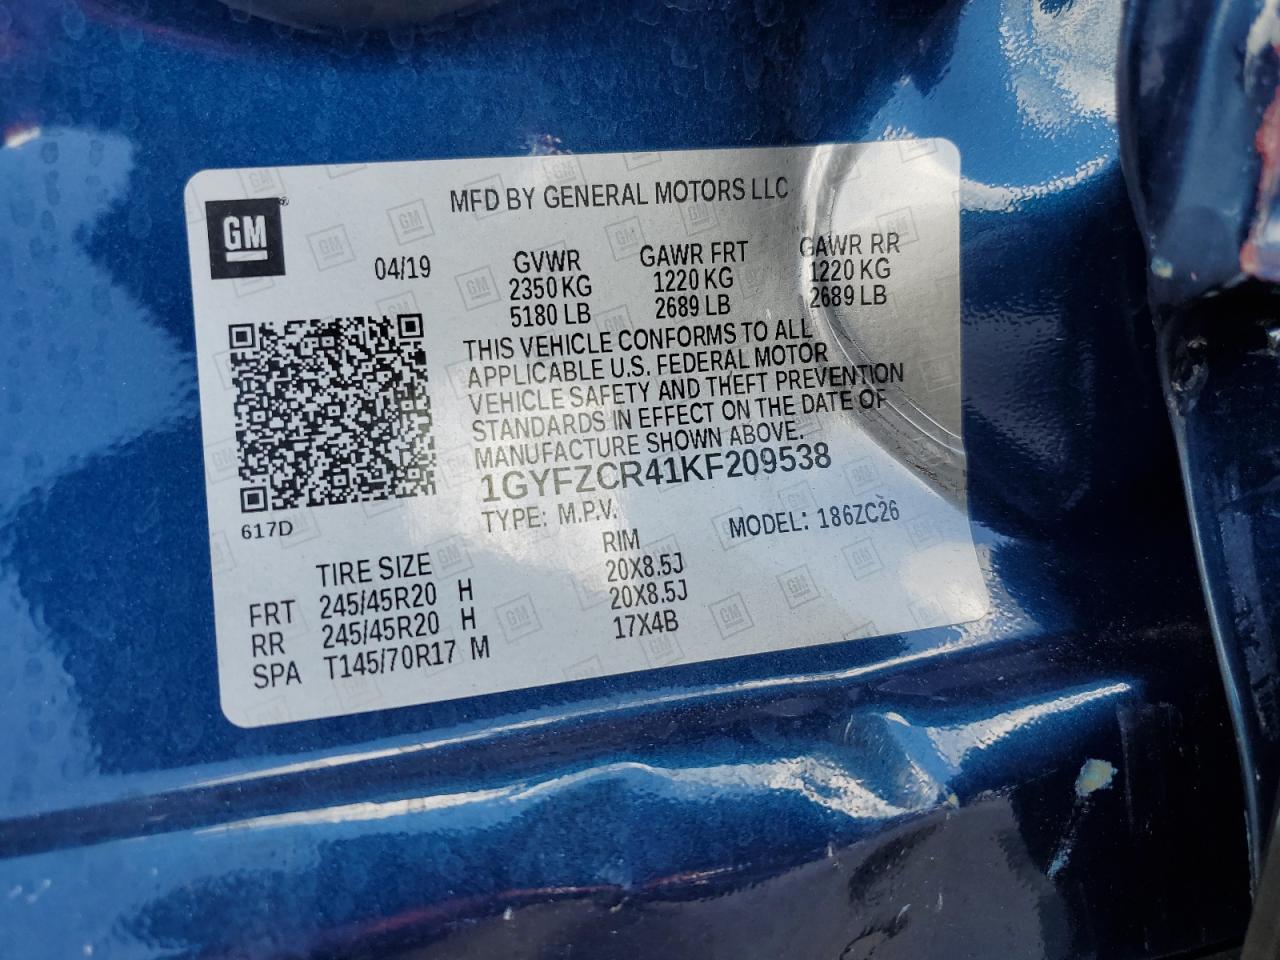 MFD BY GENERAL MOTORS LLC
GM
04/19
GVWR GAWR FRT GAWR RR
2350 KG 1220 KG 1220 KG
5180 LB 2689 LB 2689 LB
THIS VEHICLE CONFORMS TO ALL
APPLICABLE U.S. FEDERAL MOTOR
VEHICLE SAFETY AND THEFT PREVENTION
STANDARDS IN EFFECT ON THE DATE OF
MANUFACTURE SHOWN ABOVE.
1GYFZCR41KF209538
617D
TYPE: M.P.V. MODEL: 186ZC26
TIRE SIZE RIM
FRT 245/45R20 H 20X8.5J
RR 245/45R20 H 20X8.5J
SPA T145/70R17 M 17X4B